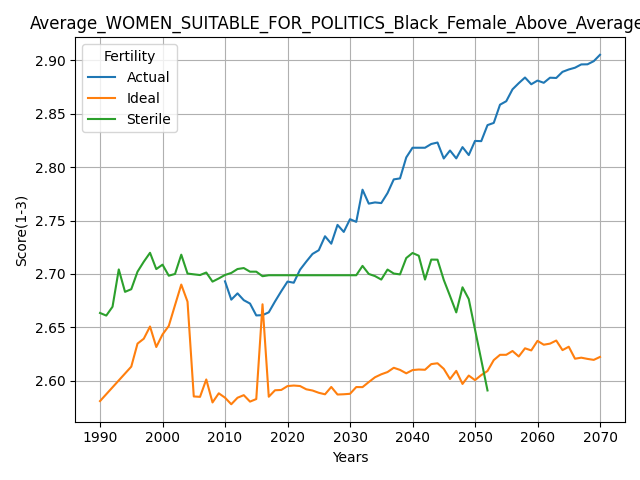 Average_WOMEN_SUITABLE_FOR_POLITICS_Black_Female_Above_Average
Fertility
Actual
Ideal
Sterile
Score(1-3)
2.90
2.85
2.80
2.75
2.70
2.65
2.60
1990 2000 2010 2020 2030 2040 2050 2060 2070
Years